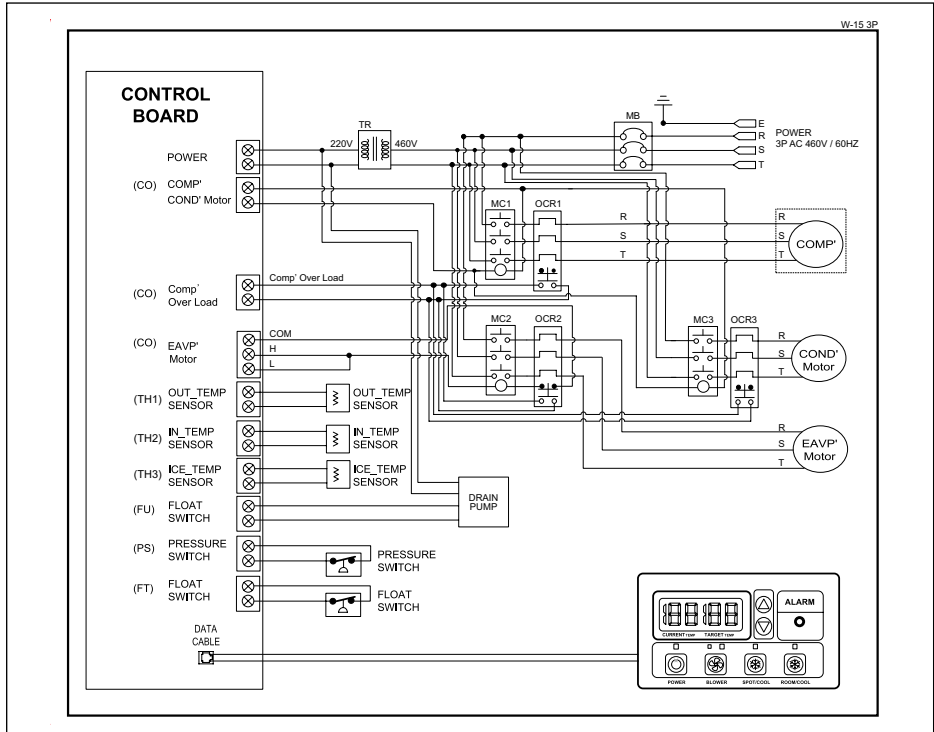 W-15 3P
CONTROL
BOARD
TR
220V
460V
MB
E
R
S
T
POWER
3P AC 460V / 60HZ
POWER
(CO)
COMP'
COND' Motor
MC1
OCR1
R
S
T
R
S
T
COMP'
(CO)
Comp'
Over Load
Comp' Over Load
MC2
OCR2
MC3
OCR3
R
S
T
COND'
Motor
(CO)
EAVP'
Motor
COM
H
L
(TH1)
OUT_TEMP
SENSOR
OUT_TEMP
SENSOR
(TH2)
IN_TEMP
SENSOR
IN_TEMP
SENSOR
R
S
T
EAVP'
Motor
(TH3)
ICE_TEMP
SENSOR
ICE_TEMP
SENSOR
(FU)
FLOAT
SWITCH
DRAIN
PUMP
(PS)
PRESSURE
SWITCH
PRESSURE
SWITCH
(FT)
FLOAT
SWITCH
FLOAT
SWITCH
DATA
CABLE
188 188
CURRENT TEMP
TARGET TEMP
ALARM
POWER
BLOWER
SPOT/COOL
ROOM/COOL